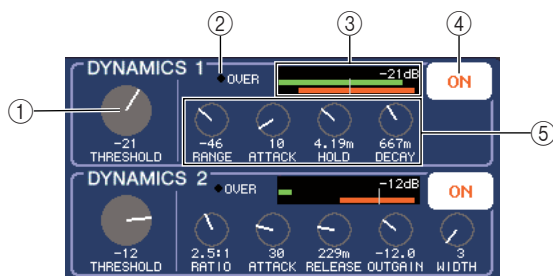 ② ③ ④
DYNAMICS 1
OVER
-21dB
ON
①
-21
THRESHOLD
-46 10 4.19m 667m
RANGE ATTACK HOLD DECAY
⑤
DYNAMICS 2
OVER
-12dB
ON
-12
THRESHOLD
2.5:1 30 229m -12.0 3
RATIO ATTACK RELEASE OUTGAIN WIDTH